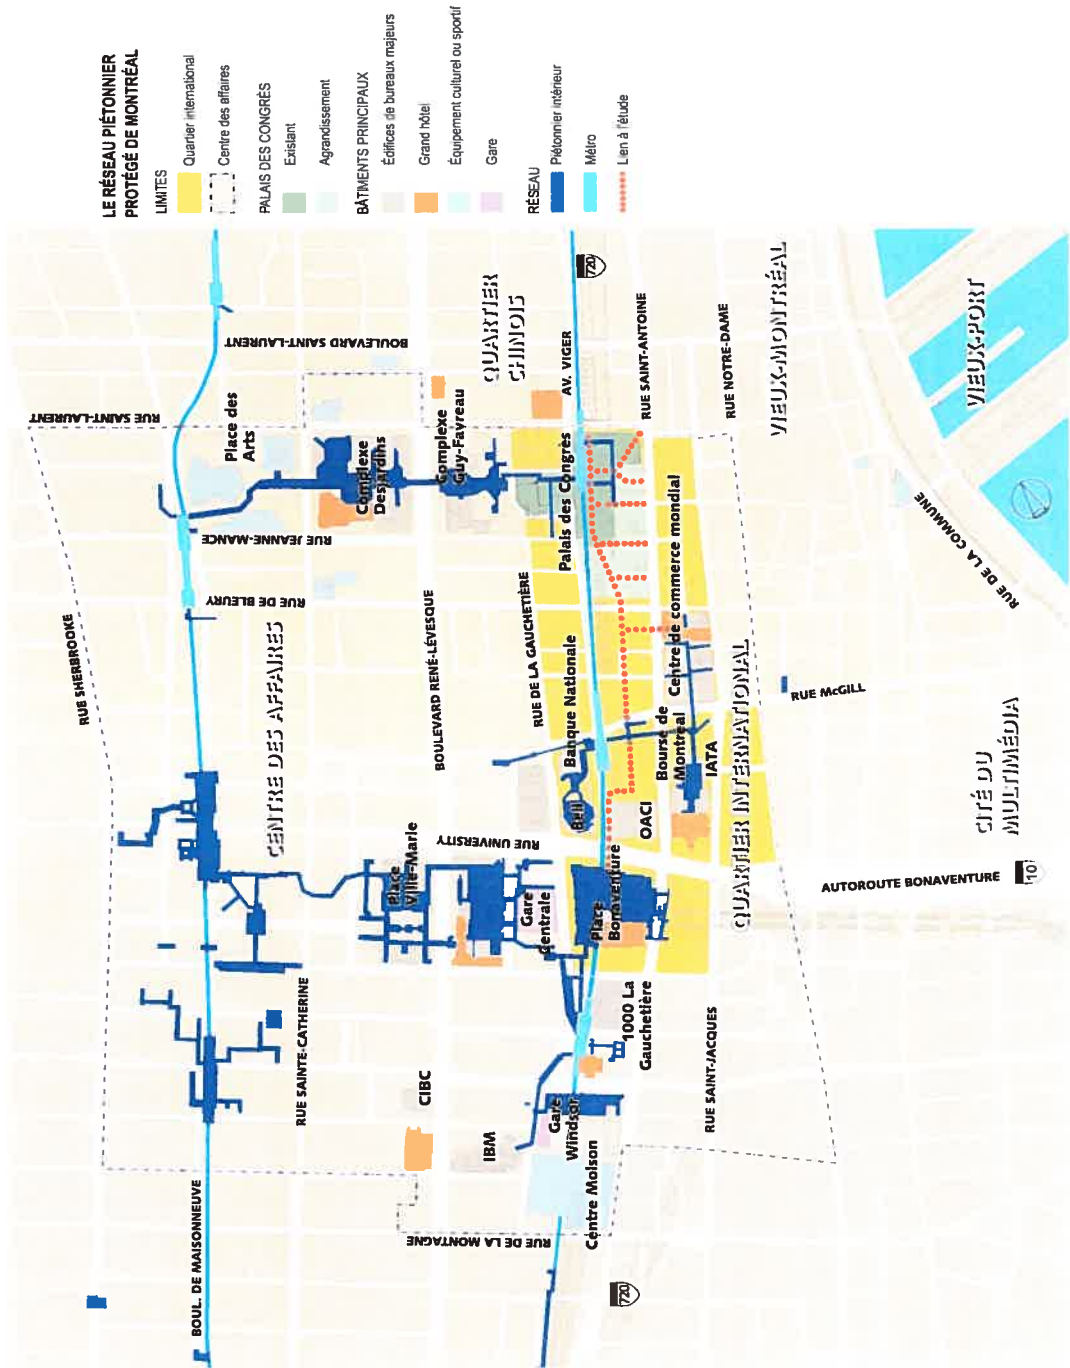 LE RÉSEAU PIÉTONNIER
PROTÉGÉ DE MONTRÉAL
LIMITES
Quartier international
Centre des affaires
PALAIS DES CONGRÈS
Existant
Agrandissement
BÂTIMENTS PRINCIPAUX
Édifices de bureaux majeurs
Grand hôtel
Équipement culturel ou sportif
Gare
RÉSEAU
Piétonnier intérieur
Métro
Lien à l'étude
BOUL. DE MAISONNEUVE
RUE SHERBROOKE
RUE SAINT-LAURENT
BOULEVARD SAINT-LAURENT
Place des
Arts
RUE JEANNE-MANCE
RUE DE BLEURY
CENTRE DES AFFAIRES
RUE SAINTE-CATHERINE
Complexe
Desjardins
Complexe
Guy-Favreau
QUARTIER
CHINOIS
BOULEVARD RENÉ-LÉVESQUE
RUE UNIVERSITY
Place
Ville-Marie
CIBC
IBM
RUE DE LA MONTAGNE
RUE DE LA GAUCHETIÈRE
AV. VIGER
720
Palais des Congrès
Banque Nationale
Bell
Gare
Centrale
Place
Bonaventure
1000 La
Gauchetière
Gare
Windsor
Centre Molson
720
RUE SAINT-ANTOINE
Centre de commerce mondial
Bourse de
Montréal
OACI
IATA
RUE NOTRE-DAME
RUE SAINT-JACQUES
QUARTIER INTERNATIONAL
VIEUX-MONTRÉAL
RUE McGILL
AUTOROUTE BONAVENTURE
10
RUE DE LA COMMUNE
VIEUX-PORT
CITÉ DU
MULTIMÉDIA